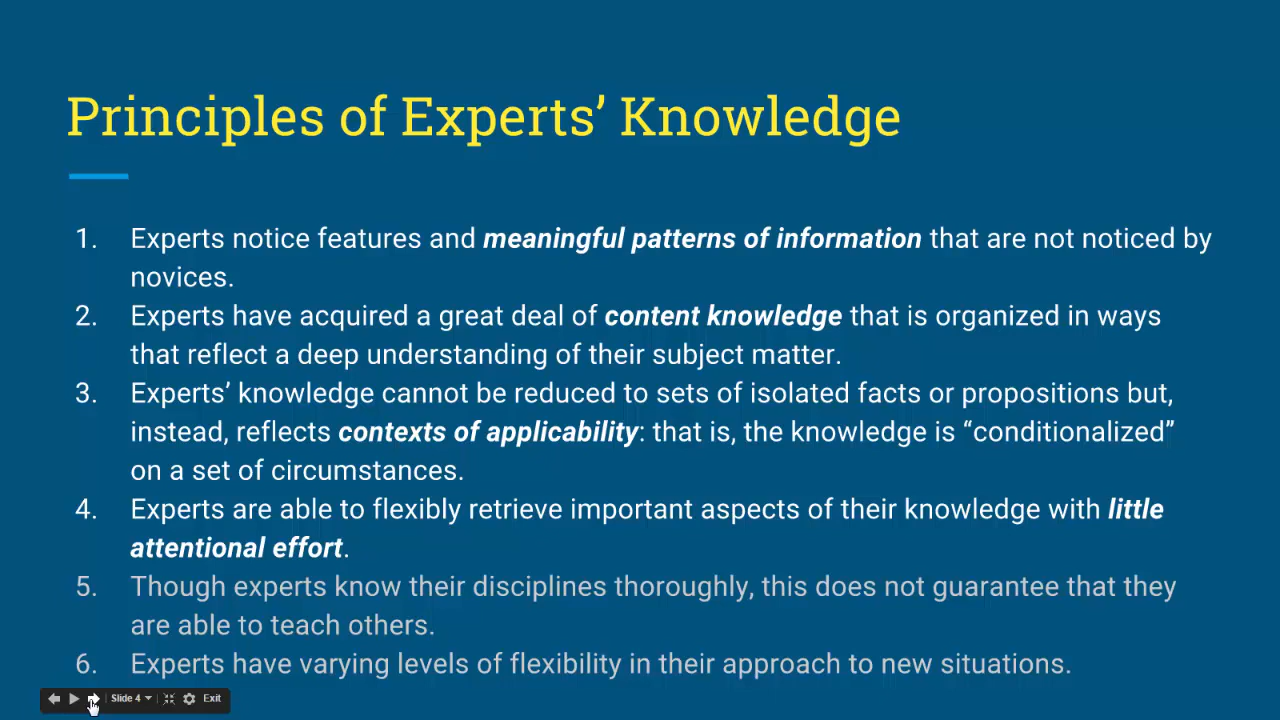 Principles of Experts’ Knowledge
1. Experts notice features and meaningful patterns of information that are not noticed by
novices.
2. Experts have acquired a great deal of content knowledge that is organized in ways
that reflect a deep understanding of their subject matter.
3. Experts’ knowledge cannot be reduced to sets of isolated facts or propositions but,
instead, reflects contexts of applicability: that is, the knowledge is “conditionalized”
on a set of circumstances.
4. Experts are able to flexibly retrieve important aspects of their knowledge with little
attentional effort.
5. Though experts know their disciplines thoroughly, this does not guarantee that they
are able to teach others.
6. Experts have varying levels of flexibility in their approach to new situations.
Slide 4 Exit